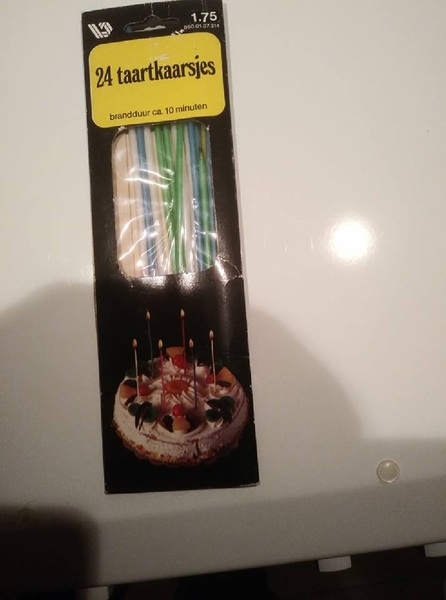 1.75
24 taartkaarsjes
brandduur ca. 10 minuten